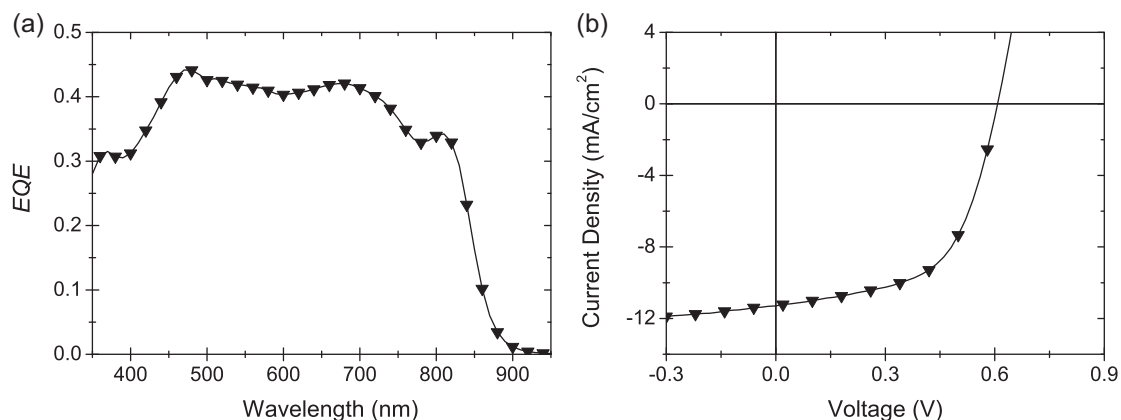 (a)
0.5
0.4
0.3
0.2
0.1
0.0
EQE
400 500 600 700 800 900
Wavelength (nm)
(b)
4
0
-4
-8
-12
Current Density (mA/cm²)
-0.3 0.0 0.3 0.6 0.9
Voltage (V)